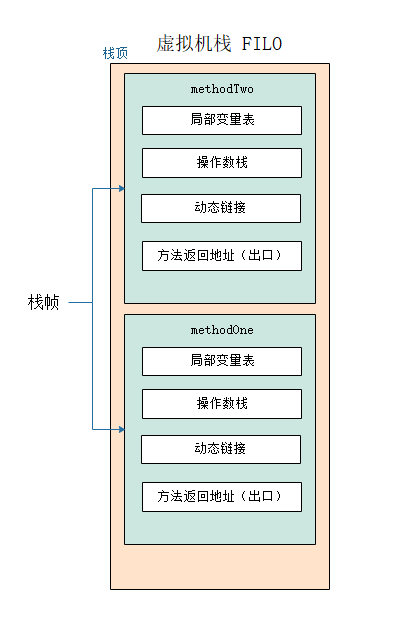 虚拟机栈 FILO
栈顶
methodTwo
局部变量表
操作数栈
动态链接
方法返回地址（出口）
栈帧
methodOne
局部变量表
操作数栈
动态链接
方法返回地址（出口）